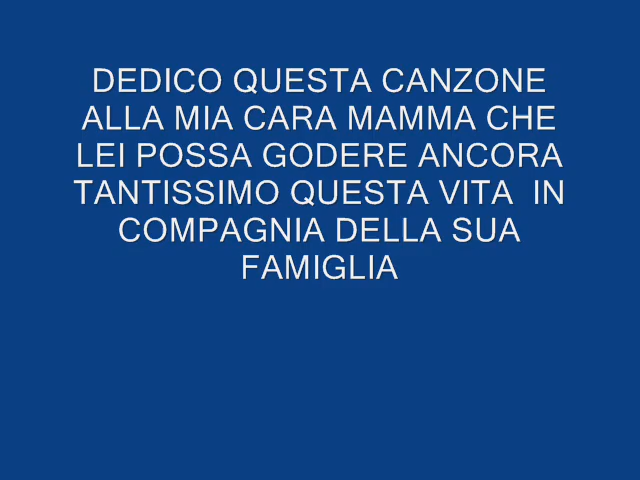 DEDICO QUESTA CANZONE
ALLA MIA CARA MAMMA CHE
LEI POSSA GODERE ANCORA
TANTISSIMO QUESTA VITA  IN
COMPAGNIA DELLA SUA
FAMIGLIA